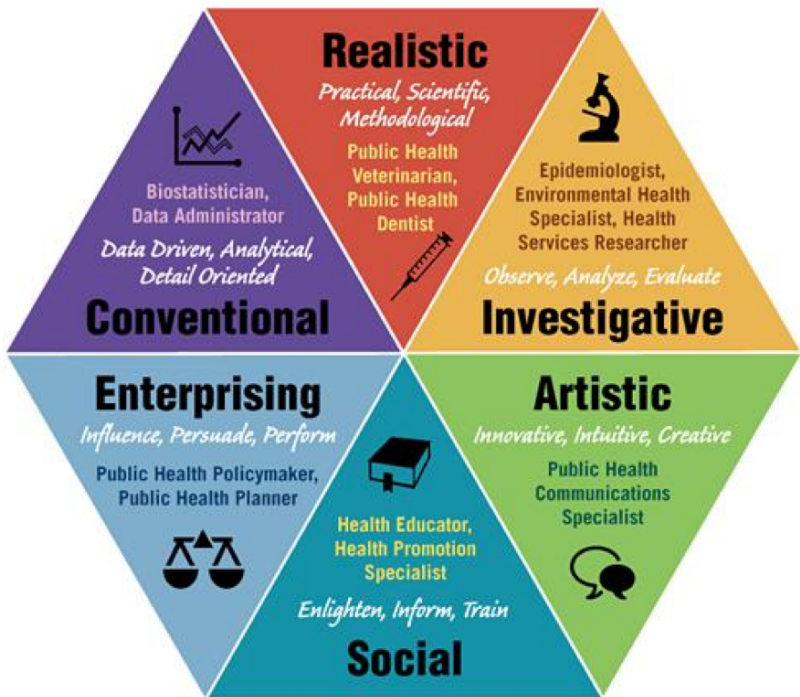 Realistic
Practical, Scientific,
Methodological
Public Health
Veterinarian,
Public Health
Dentist
Epidemiologist,
Environmental Health
Specialist, Health
Services Researcher
Observe, Analyze, Evaluate
Investigative
Artistic
Innovative, Intuitive, Creative
Public Health
Communications
Specialist
Health Educator,
Health Promotion
Specialist
Enlighten, Inform, Train
Social
Enterprising
Influence, Persuade, Perform
Public Health Policymaker,
Public Health Planner
Biostatistician,
Data Administrator
Data Driven, Analytical,
Detail Oriented
Conventional